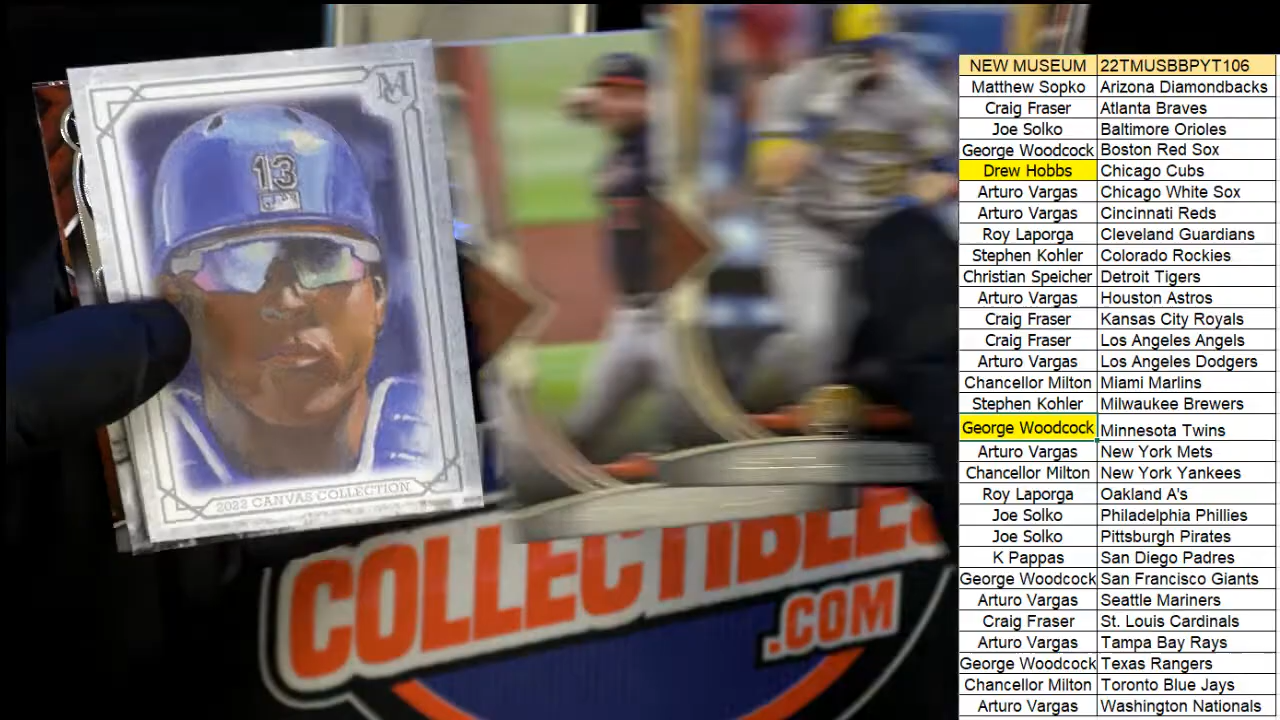 13
M
2022 CANVAS COLLECTION
COLLECTIBLES
.COM
NEW MUSEUM 22TMUSBBPYT106
Matthew Sopko Arizona Diamondbacks
Craig Fraser Atlanta Braves
Joe Solko Baltimore Orioles
George Woodcock Boston Red Sox
Drew Hobbs Chicago Cubs
Arturo Vargas Chicago White Sox
Arturo Vargas Cincinnati Reds
Roy Laporga Cleveland Guardians
Stephen Kohler Colorado Rockies
Christian Speicher Detroit Tigers
Arturo Vargas Houston Astros
Craig Fraser Kansas City Royals
Craig Fraser Los Angeles Angels
Arturo Vargas Los Angeles Dodgers
Chancellor Milton Miami Marlins
Stephen Kohler Milwaukee Brewers
George Woodcock Minnesota Twins
Arturo Vargas New York Mets
Chancellor Milton New York Yankees
Roy Laporga Oakland A's
Joe Solko Philadelphia Phillies
Joe Solko Pittsburgh Pirates
K Pappas San Diego Padres
George Woodcock San Francisco Giants
Arturo Vargas Seattle Mariners
Craig Fraser St. Louis Cardinals
Arturo Vargas Tampa Bay Rays
George Woodcock Texas Rangers
Chancellor Milton Toronto Blue Jays
Arturo Vargas Washington Nationals